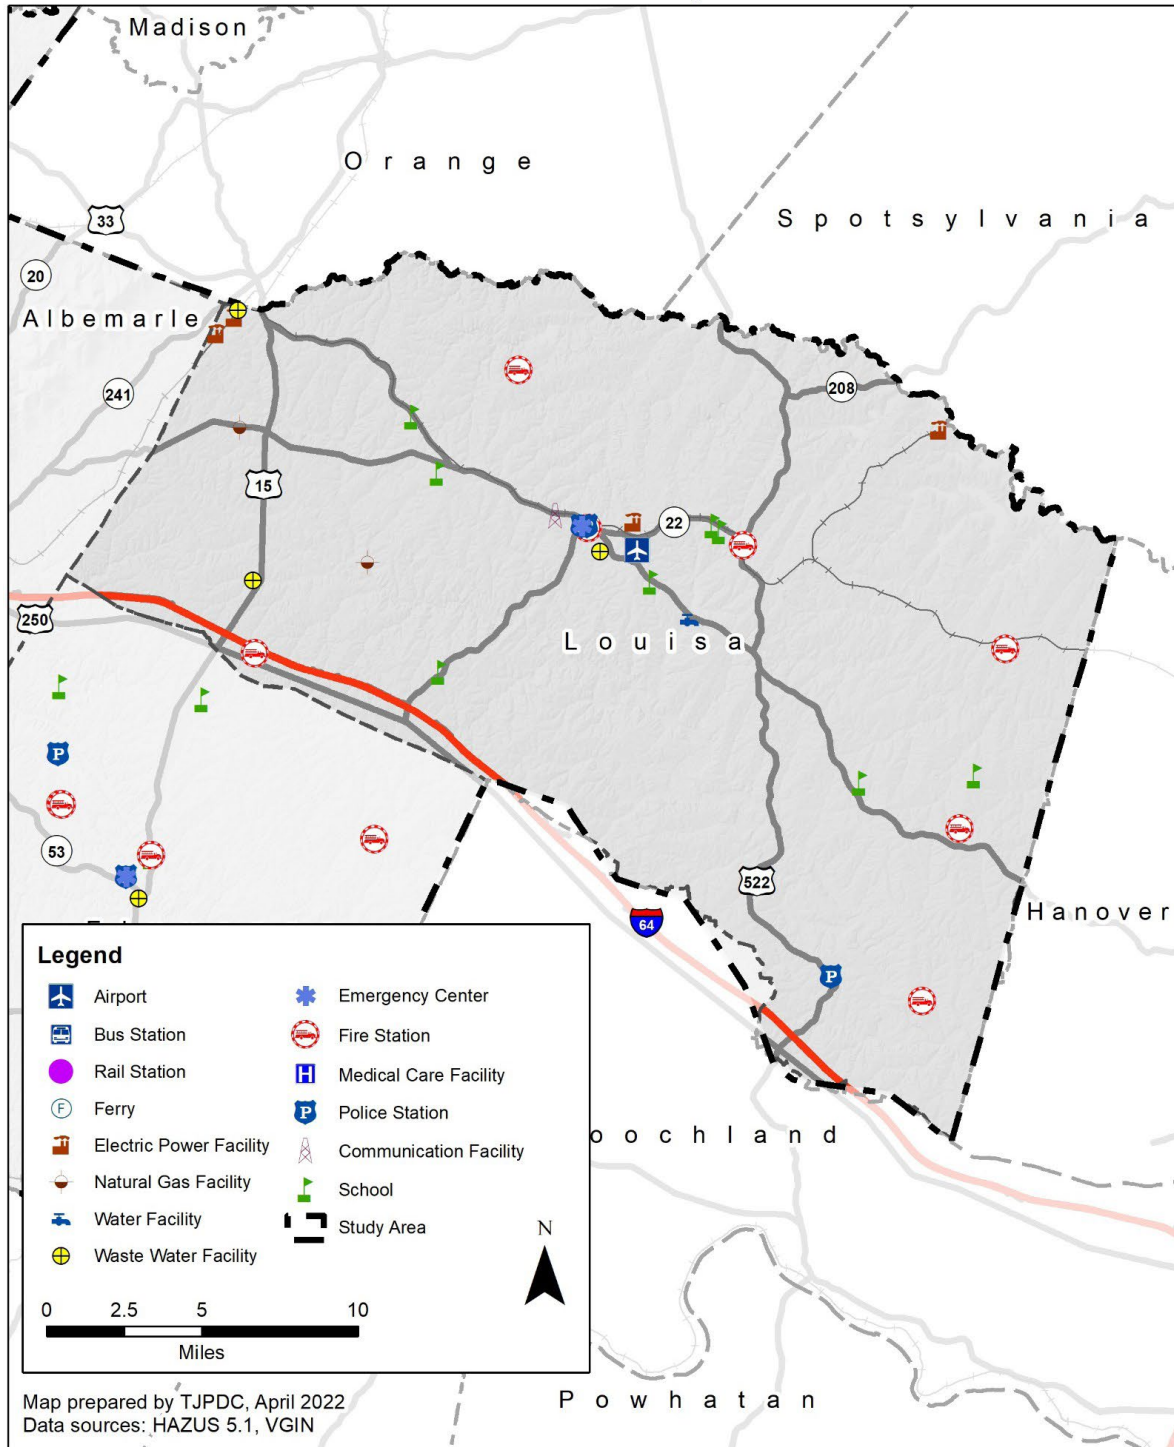 Madison
Orange
Spotsylvania
33
20
Albemarle
241
208
15
22
250
Louisa
53
522
64
Hanover
Legend
Airport
Bus Station
Rail Station
Ferry
Electric Power Facility
Natural Gas Facility
Water Facility
Waste Water Facility
Emergency Center
Fire Station
Medical Care Facility
Police Station
Communication Facility
School
Study Area
P
P
F
H
P
N
0 2.5 5 10
Miles
oochland
Powhatan
Map prepared by TJPDC, April 2022
Data sources: HAZUS 5.1, VGIN